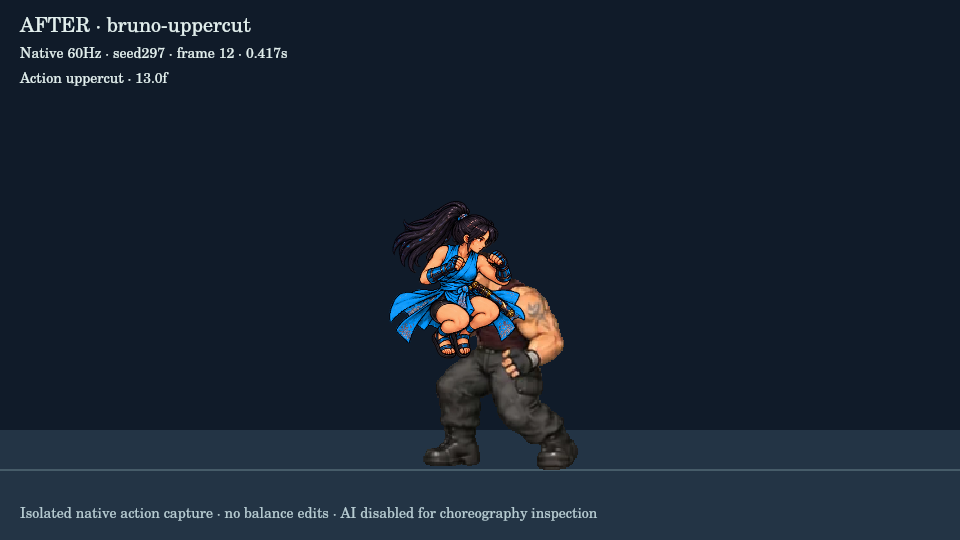 AFTER · bruno-uppercut
Native 60Hz · seed297 · frame 12 · 0.417s
Action uppercut · 13.0f
Isolated native action capture · no balance edits · AI disabled for choreography inspection